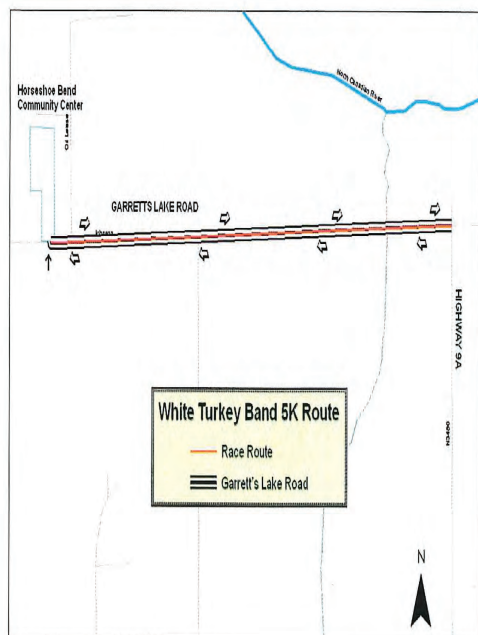 North Canadian River
Horseshoe Bend
Community Center
GARRETTS LAKE ROAD
HIGHWAY 9A
White Turkey Band 5K Route
Race Route
Garrett's Lake Road
N